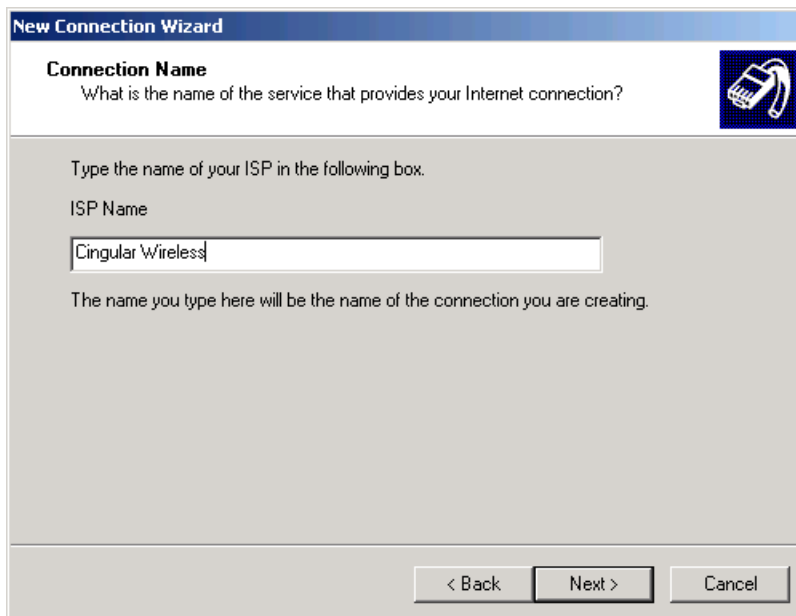 New Connection Wizard
Connection Name
What is the name of the service that provides your Internet connection?
Type the name of your ISP in the following box.
ISP Name
Cingular Wireless
The name you type here will be the name of the connection you are creating.
< Back Next > Cancel